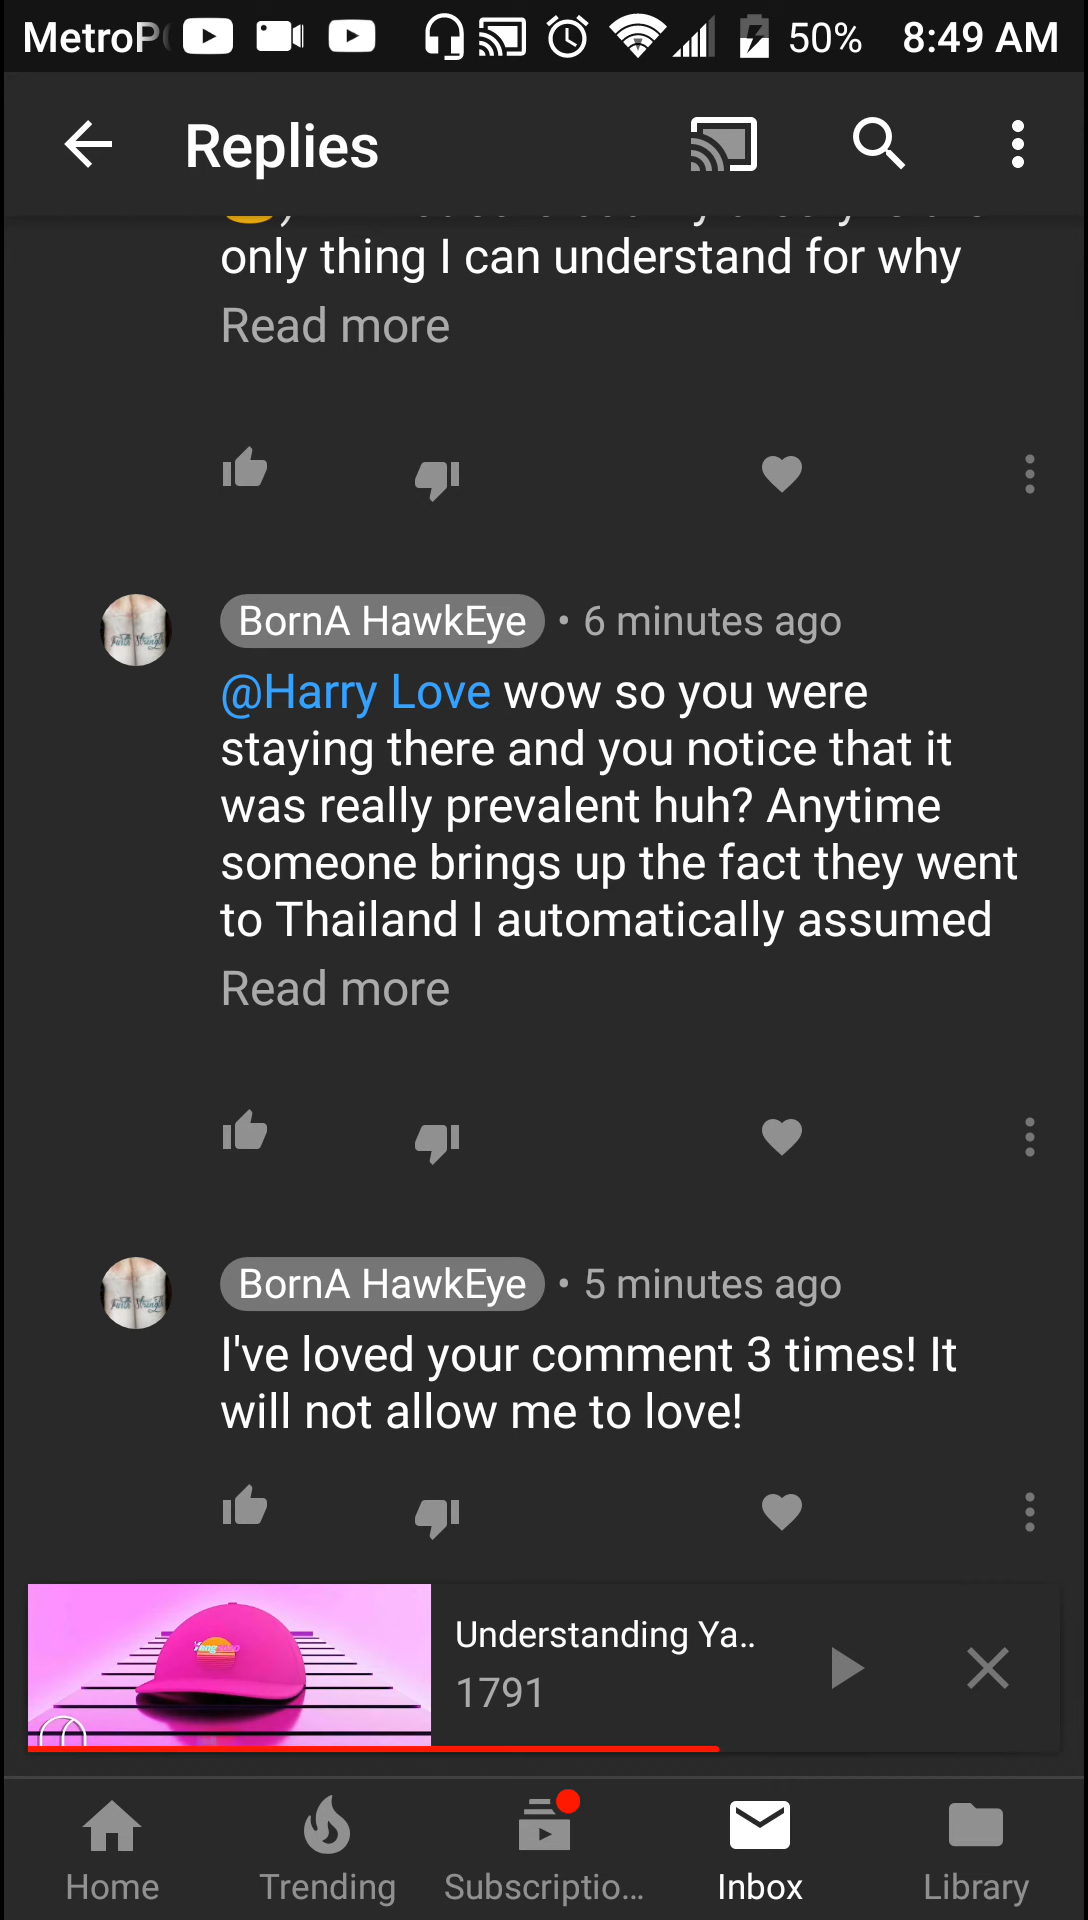 MetroP
50%
8:49 AM
Replies
only thing I can understand for why
Read more
BornA HawkEye • 6 minutes ago
@Harry Love wow so you were
staying there and you notice that it
was really prevalent huh? Anytime
someone brings up the fact they went
to Thailand I automatically assumed
Read more
BornA HawkEye • 5 minutes ago
I've loved your comment 3 times! It
will not allow me to love!
Understanding Ya..
1791
Home
Trending
Subscriptio...
Inbox
Library